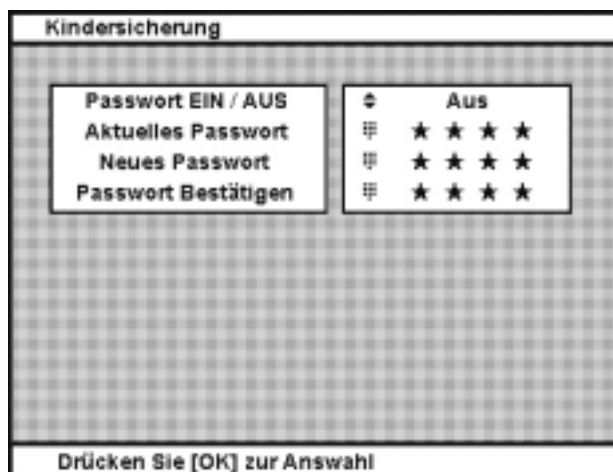 Kindersicherung
Passwort EIN / AUS Aus
Aktuelles Passwort ★ ★ ★ ★
Neues Passwort ★ ★ ★ ★
Passwort Bestätigen ★ ★ ★ ★
Drücken Sie [OK] zur Answahl